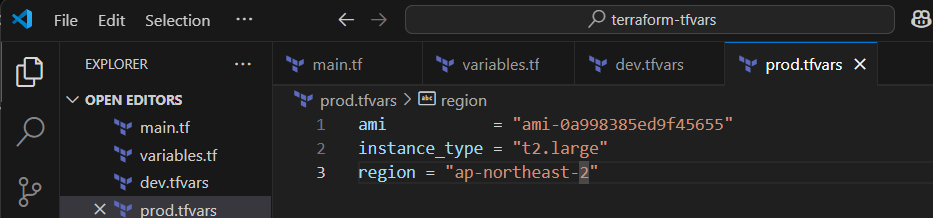 File Edit Selection ··· ← → terraform-tfvars
EXPLORER ··· main.tf variables.tf dev.tfvars prod.tfvars ×
OPEN EDITORS prod.tfvars > abc region
main.tf
variables.tf
dev.tfvars
× prod.tfvars
1 ami = "ami-0a998385ed9f45655"
2 instance_type = "t2.large"
3 region = "ap-northeast-2"